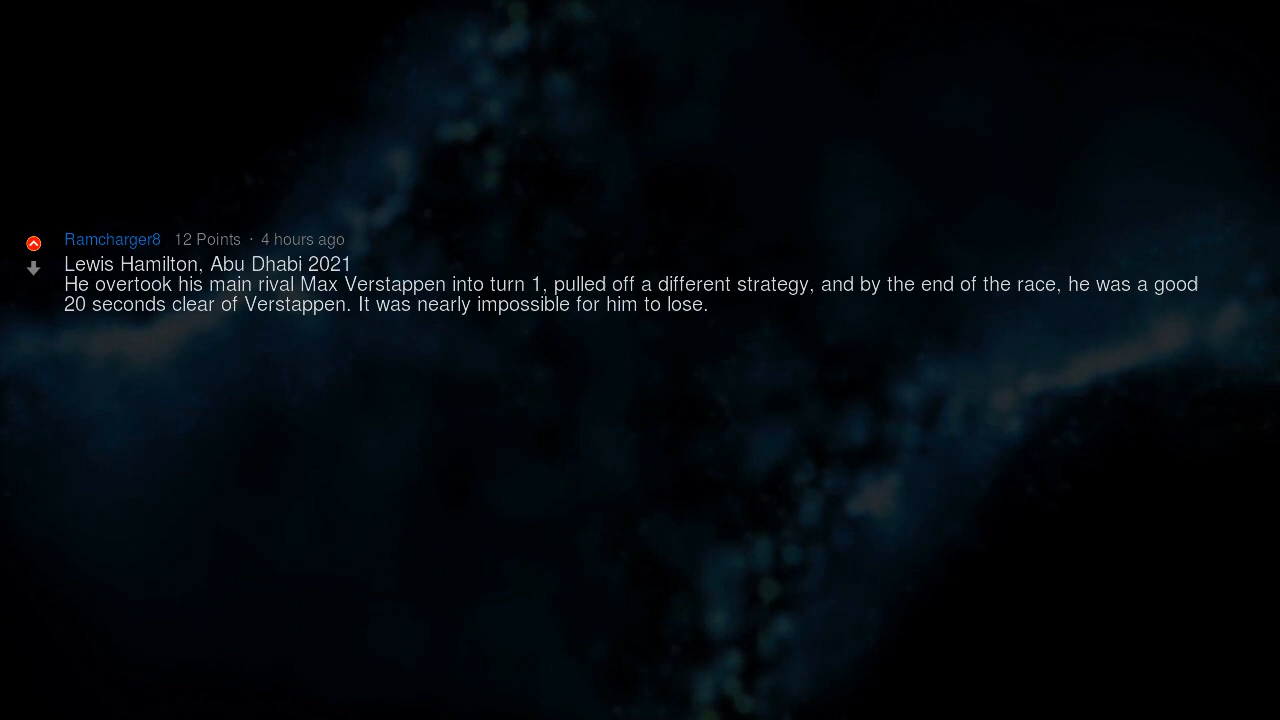 Ramcharger8 12 Points · 4 hours ago
Lewis Hamilton, Abu Dhabi 2021
He overtook his main rival Max Verstappen into turn 1, pulled off a different strategy, and by the end of the race, he was a good
20 seconds clear of Verstappen. It was nearly impossible for him to lose.